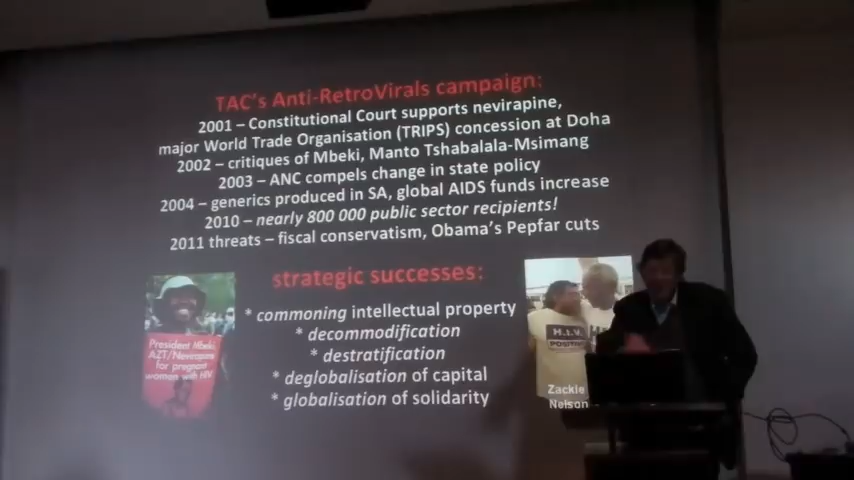 TAC's Anti-RetroVirals campaign:
2001 – Constitutional Court supports nevirapine,
major World Trade Organisation (TRIPS) concession at Doha
2002 – critiques of Mbeki, Manto Tshabalala-Msimang
2003 – ANC compels change in state policy
2004 – generics produced in SA, global AIDS funds increase
2010 – nearly 800 000 public sector recipients!
2011 threats – fiscal conservatism, Obama's Pepfar cuts
strategic successes:
* commoning intellectual property
* decommodification
* destratification
* deglobalisation of capital
* globalisation of solidarity
President Mbeki
AZT/Nevirapine
for pregnant
women with HIV
H.I.V.
POSITIVE
H.I.
Zackie
Nelson